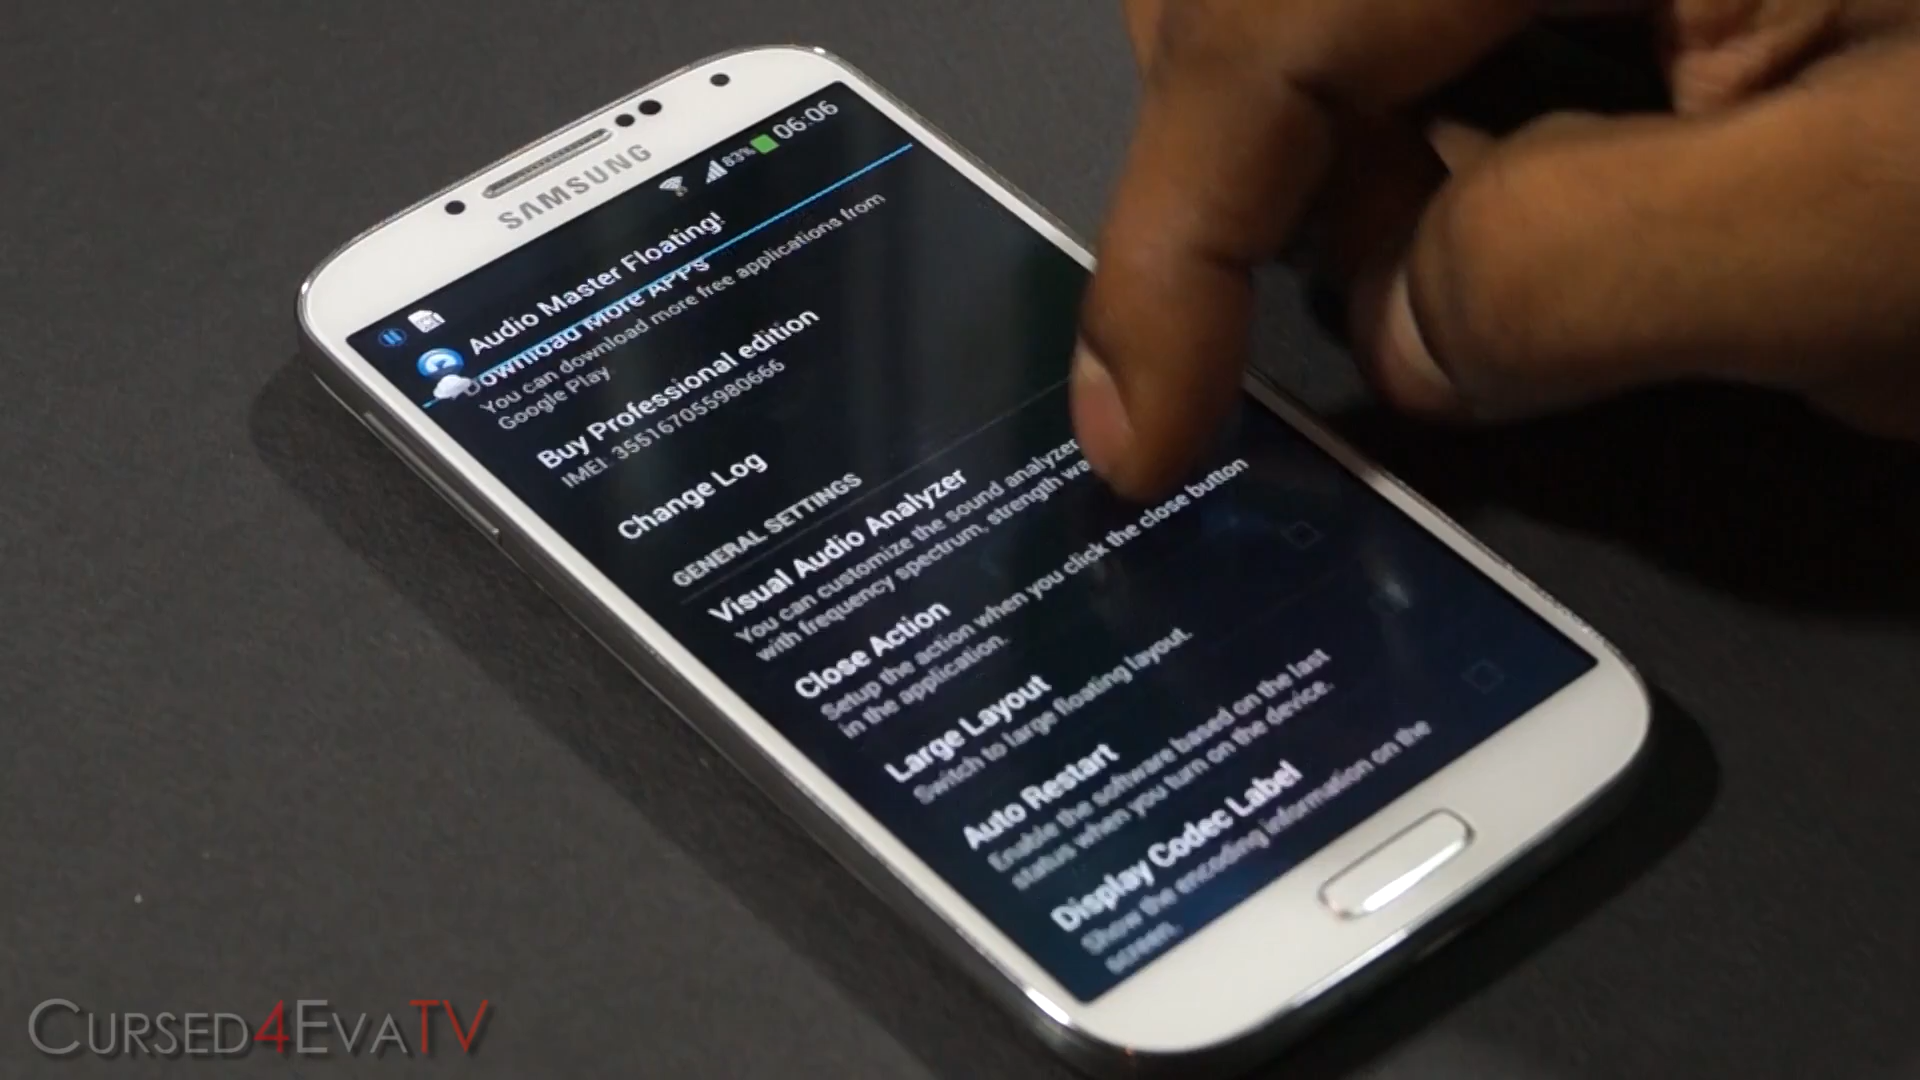 SAMSUNG
83% 06:06
Audio Master Floating!
Download More APPs
You can download more free applications from
Google Play
Buy Professional edition
IMEI: 355167055980666
Change Log
GENERAL SETTINGS
Visual Audio Analyzer
You can customize the sound analyzer
with frequency spectrum, strength
Close Action
Setup the action when you click the close button
in the application.
Large Layout
Switch to large floating layout.
Auto Restart
Enable the software based on the last
status when you turn on the device.
Display Codec Label
Show the encoding information on the
screen.
CURSED4EVATV